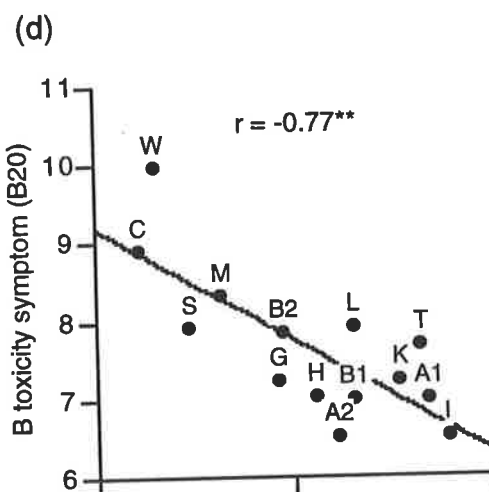 (d)
11
r = -0.77**
W
10
C
9
M
S
B2
L
8
T
G
K
H
B1
A1
7
A2
I
6
B toxicity symptom (B20)